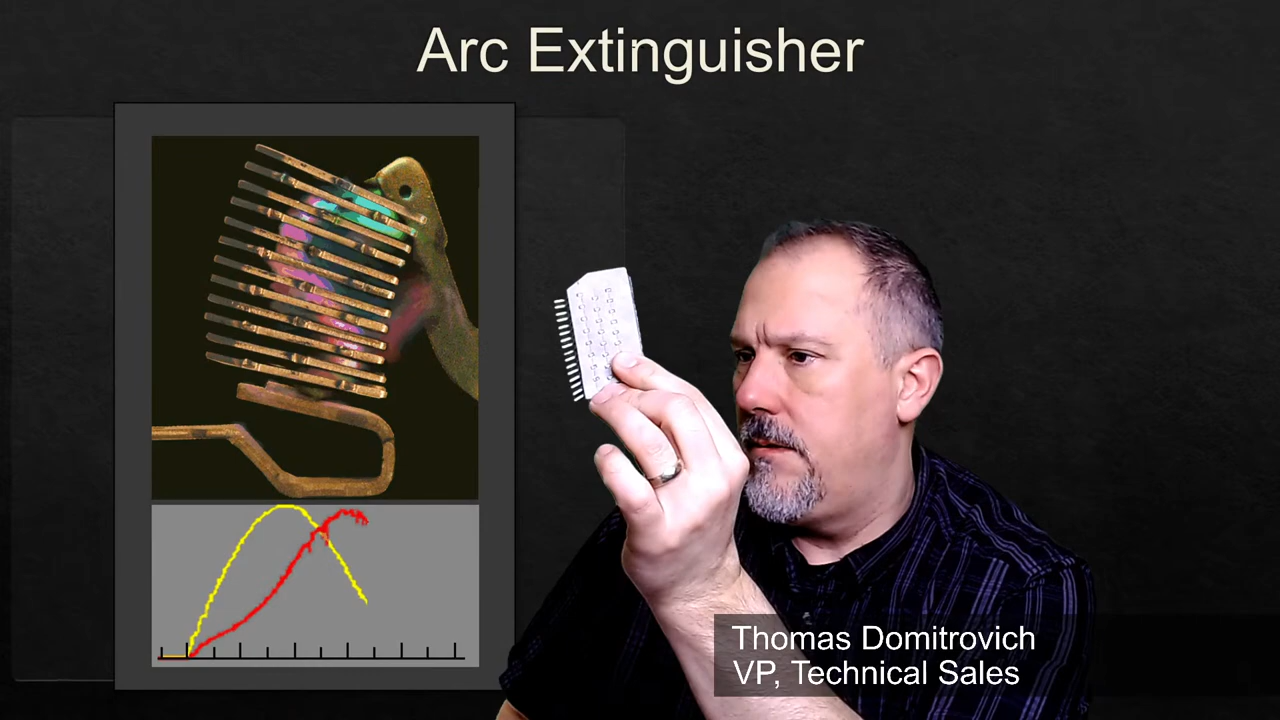 Arc Extinguisher
Thomas Domitrovich
VP, Technical Sales